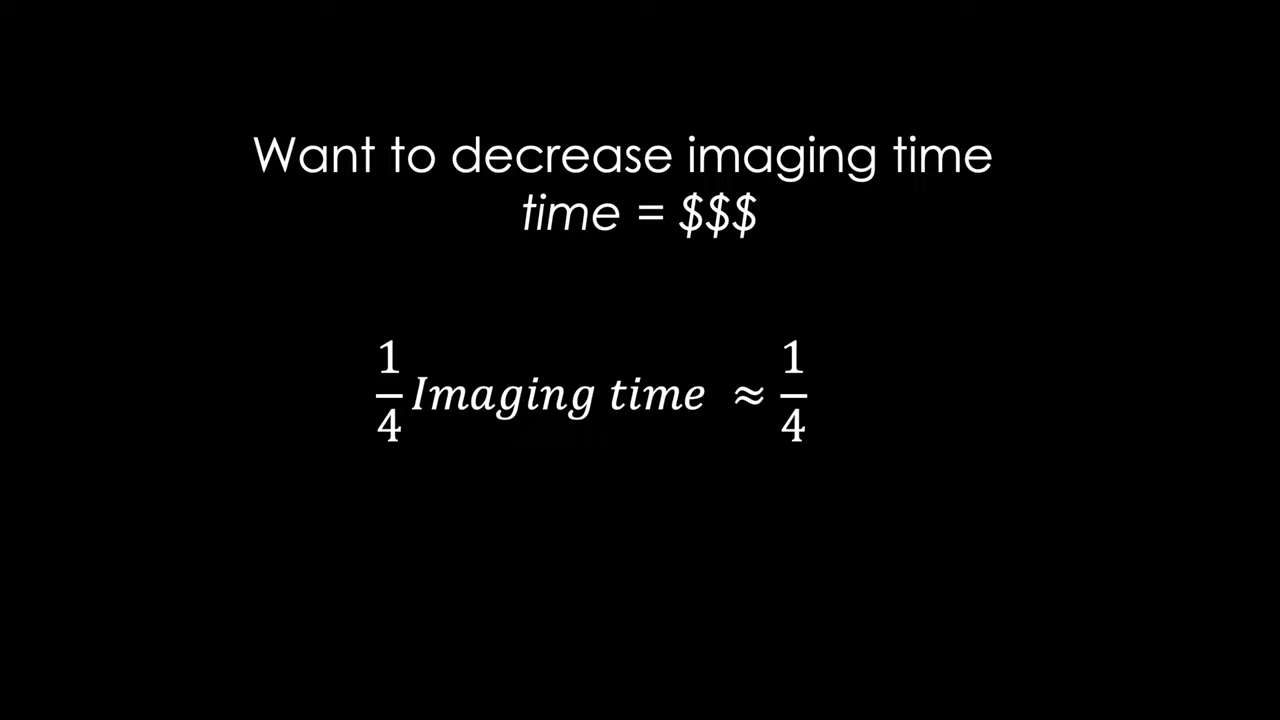 Want to decrease imaging time
time = $$$
1/4 Imaging time ≈ 1/4